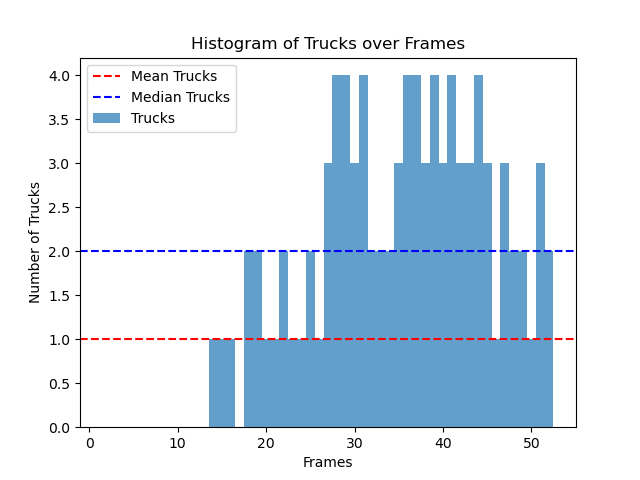 Histogram of Trucks over Frames
Mean Trucks
Median Trucks
Trucks
4.0
3.5
3.0
2.5
2.0
1.5
1.0
0.5
0.0
Number of Trucks
0 10 20 30 40 50
Frames